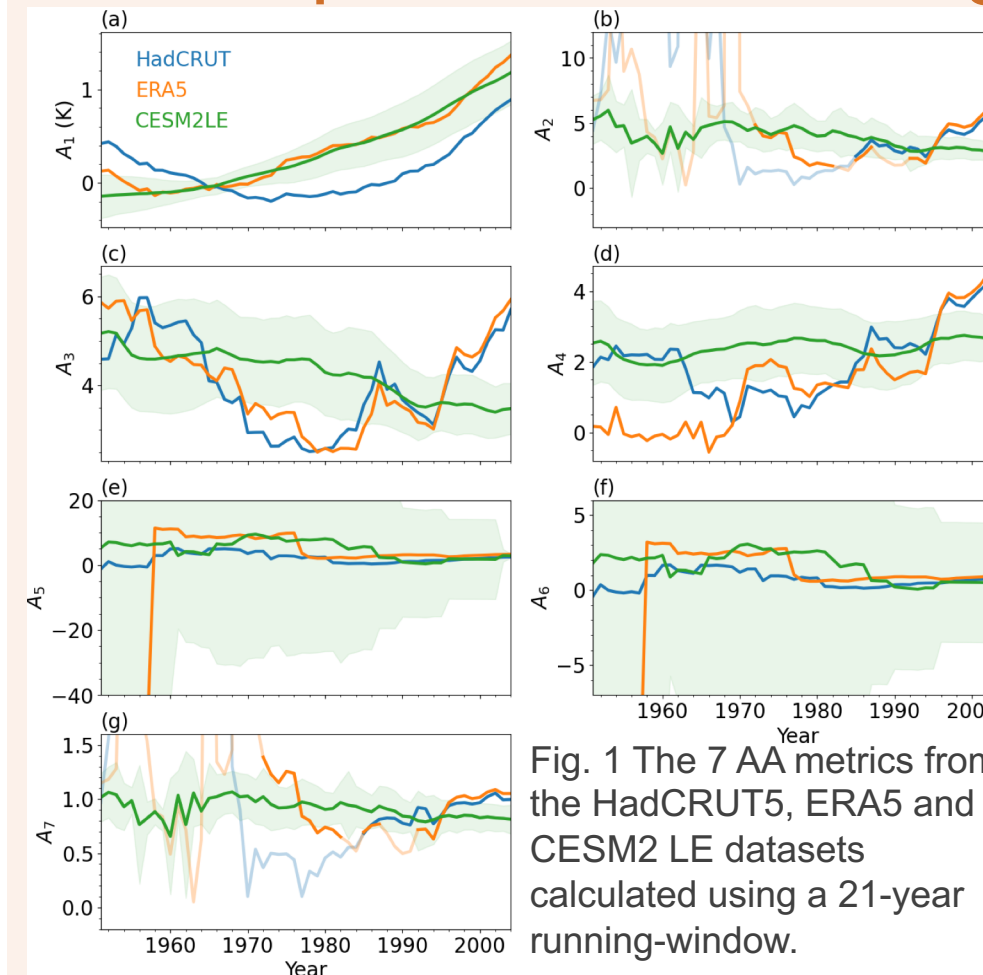 (a)
HadCRUT
ERA5
CESM2LE
A1 (K)
1
0
(b)
A2
10
5
0
(c)
A3
6
4
(d)
A4
4
2
0
(e)
A5
20
0
−20
−40
(f)
A6
5
0
−5
1960 1970 1980 1990 200
Year
(g)
A7
1.5
1.0
0.5
0.0
1960 1970 1980 1990 2000
Year
Fig. 1 The 7 AA metrics from
the HadCRUT5, ERA5 and
CESM2 LE datasets
calculated using a 21-year
running-window.